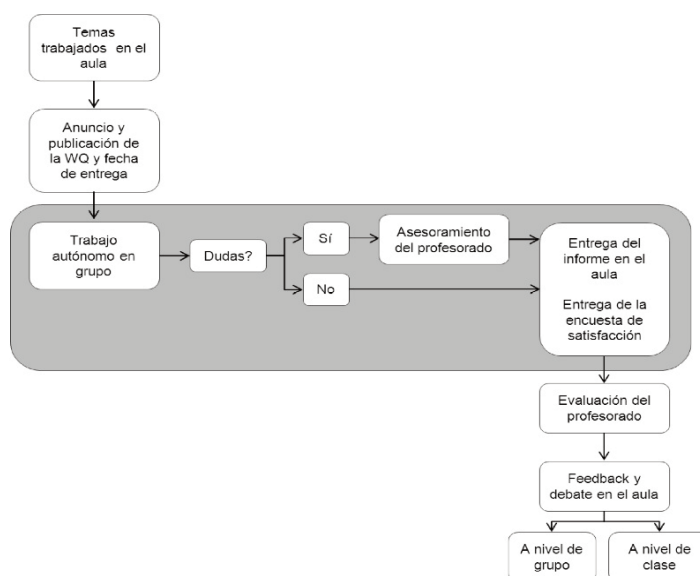 Temas
trabajados en el
aula
Anuncio y
publicación de
la WQ y fecha
de entrega
Trabajo
autónomo en
grupo
Dudas?
Sí
No
Asesoramiento
del profesorado
Entrega del
informe en el
aula
Entrega de la
encuesta de
satisfacción
Evaluación del
profesorado
Feedback y
debate en el aula
A nivel de
grupo
A nivel de
clase